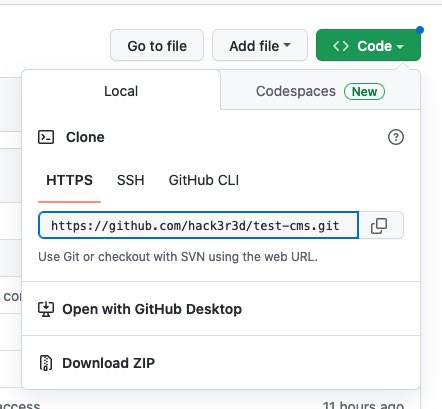 Go to file Add file Code
Local Codespaces New
Clone
HTTPS SSH GitHub CLI
https://github.com/hack3r3d/test-cms.git
Use Git or checkout with SVN using the web URL.
Open with GitHub Desktop
Download ZIP
access 11 hours ago